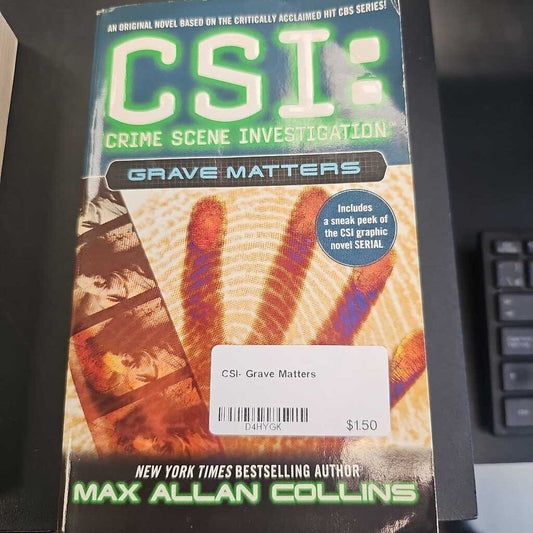 AN ORIGINAL NOVEL BASED ON THE CRITICALLY ACCLAIMED HIT CBS SERIES!
CSI:
CRIME SCENE INVESTIGATION
GRAVE MATTERS
Includes
a sneak peek of
the CSI graphic
novel SERIAL
CSI- Grave Matters
D4HYGK
$1.50
NEW YORK TIMES BESTSELLING AUTHOR
MAX ALLAN COLLINS